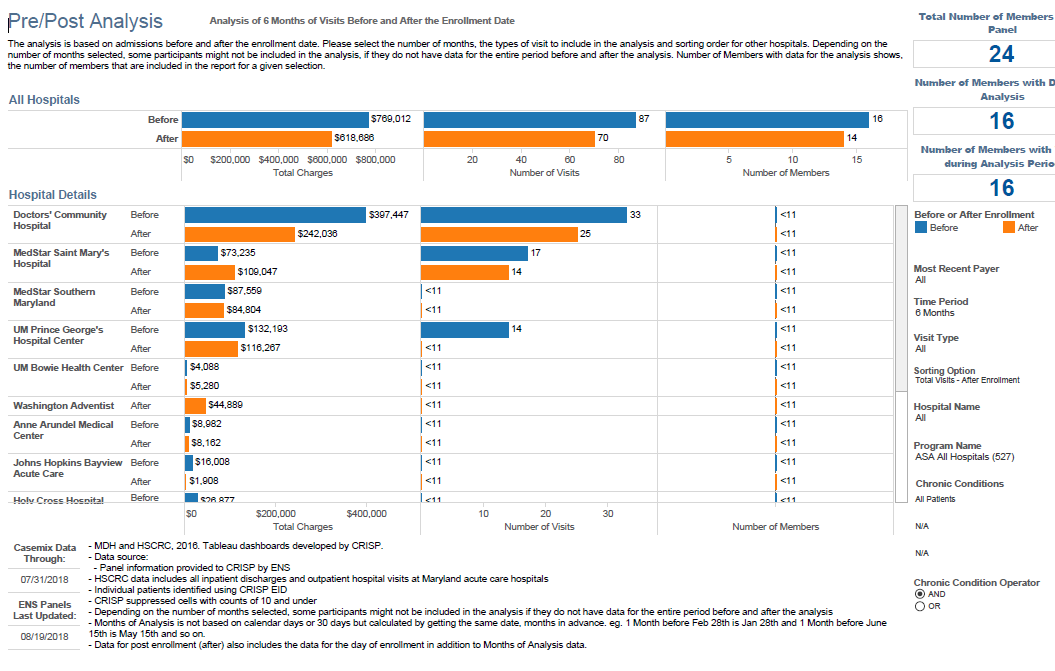 Pre/Post Analysis
Analysis of 6 Months of Visits Before and After the Enrollment Date
The analysis is based on admissions before and after the enrollment date. Please select the number of months, the types of visit to include in the analysis and sorting order for other hospitals. Depending on the
number of months selected, some participants might not be included in the analysis, if they do not have data for the entire period before and after the analysis. Number of Members with data for the analysis shows,
the number of members that are included in the report for a given selection.
Total Number of Members
Panel
24
Number of Members with D
Analysis
16
Number of Members with
during Analysis Perio
16
All Hospitals
Before $769,012 87 16
After $618,686 70 14
$0 $200,000 $400,000 $600,000 $800,000 20 40 60 80 5 10 15
Total Charges Number of Visits Number of Members
Hospital Details
Doctors' Community
Hospital
Before $397,447 33 <11
After $242,036 25 <11
MedStar Saint Mary's
Hospital
Before $73,235 17 <11
After $109,047 14 <11
MedStar Southern
Maryland
Before $87,559 <11 <11
After $84,804 <11 <11
UM Prince George's
Hospital Center
Before $132,193 14 <11
After $116,267 <11 <11
UM Bowie Health Center Before $4,088 <11 <11
After $5,280 <11 <11
Washington Adventist After $44,889 <11 <11
Anne Arundel Medical
Center
Before $8,982 <11 <11
After $8,162 <11 <11
Johns Hopkins Bayview
Acute Care
Before $16,008 <11 <11
After $1,908 <11 <11
Holy Cross Hospital Before $26,877 <11 <11
$0 $200,000 $400,000 10 20 30
Total Charges Number of Visits Number of Members
Before or After Enrollment
Before After
Most Recent Payer
All
Time Period
6 Months
Visit Type
All
Sorting Option
Total Visits - After Enrollment
Hospital Name
All
Program Name
ASA All Hospitals (527)
Chronic Conditions
All Patients
N/A
N/A
Chronic Condition Operator
AND
OR
Casemix Data
Through:
07/31/2018
ENS Panels
Last Updated:
08/19/2018
- MDH and HSCRC, 2016. Tableau dashboards developed by CRISP.
- Data source:
- Panel information provided to CRISP by ENS
- HSCRC data includes all inpatient discharges and outpatient hospital visits at Maryland acute care hospitals
- Individual patients identified using CRISP EID
- CRISP suppressed cells with counts of 10 and under
- Depending on the number of months selected, some participants might not be included in the analysis if they do not have data for the entire period before and after the analysis
- Months of Analysis is not based on calendar days or 30 days but calculated by getting the same date, months in advance. eg. 1 Month before Feb 28th is Jan 28th and 1 Month before June
15th is May 15th and so on.
- Data for post enrollment (after) also includes the data for the day of enrollment in addition to Months of Analysis data.